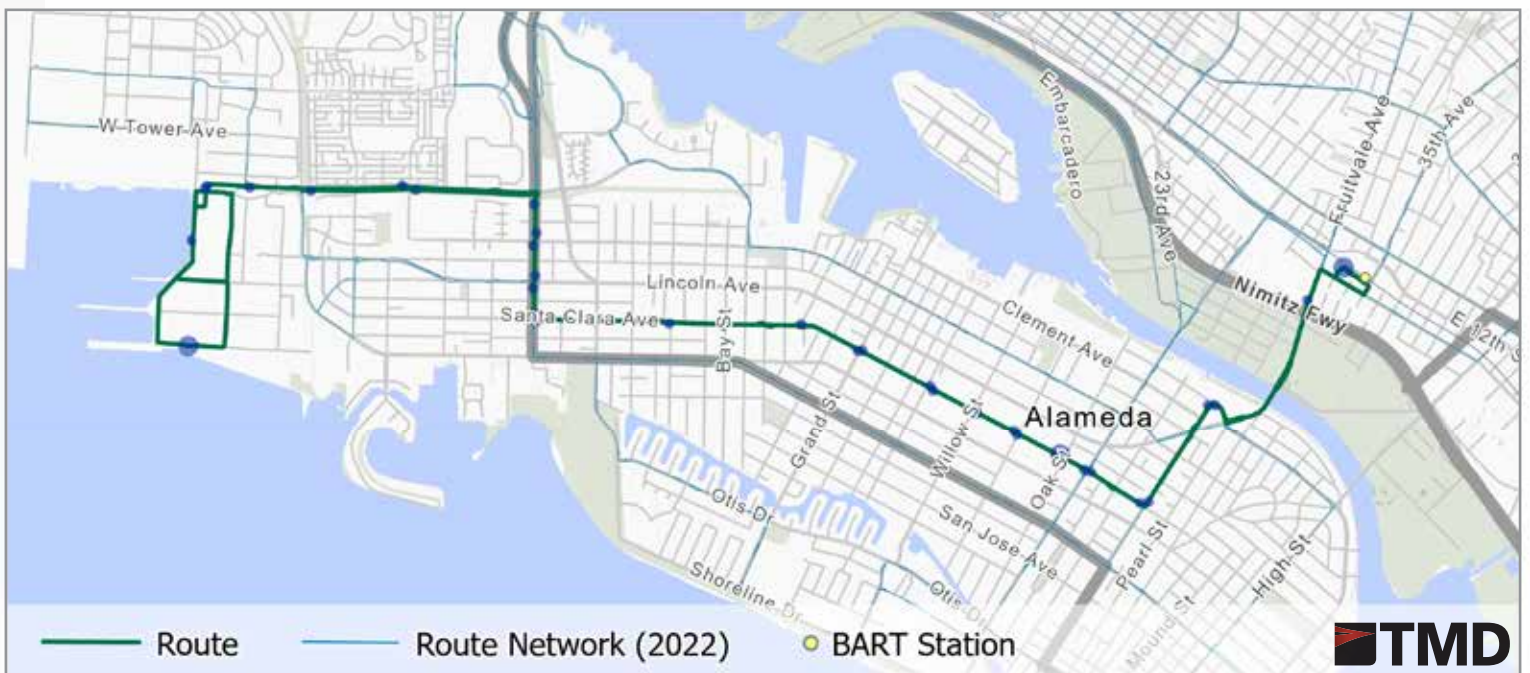 W Tower Ave
Embarcadero
23rd Ave
Fruitvale Ave
35th Ave
Lincoln Ave
Nimitz Fwy
Santa Clara Ave
Bay St
Clement Ave
E 12th S
Grand St
Willow St
Alameda
Oak St
Otis Dr
San Jose Ave
Pearl St
High St
Shoreline Dr
Otis Dr
Mound St
Route
Route Network (2022)
BART Station
TMD